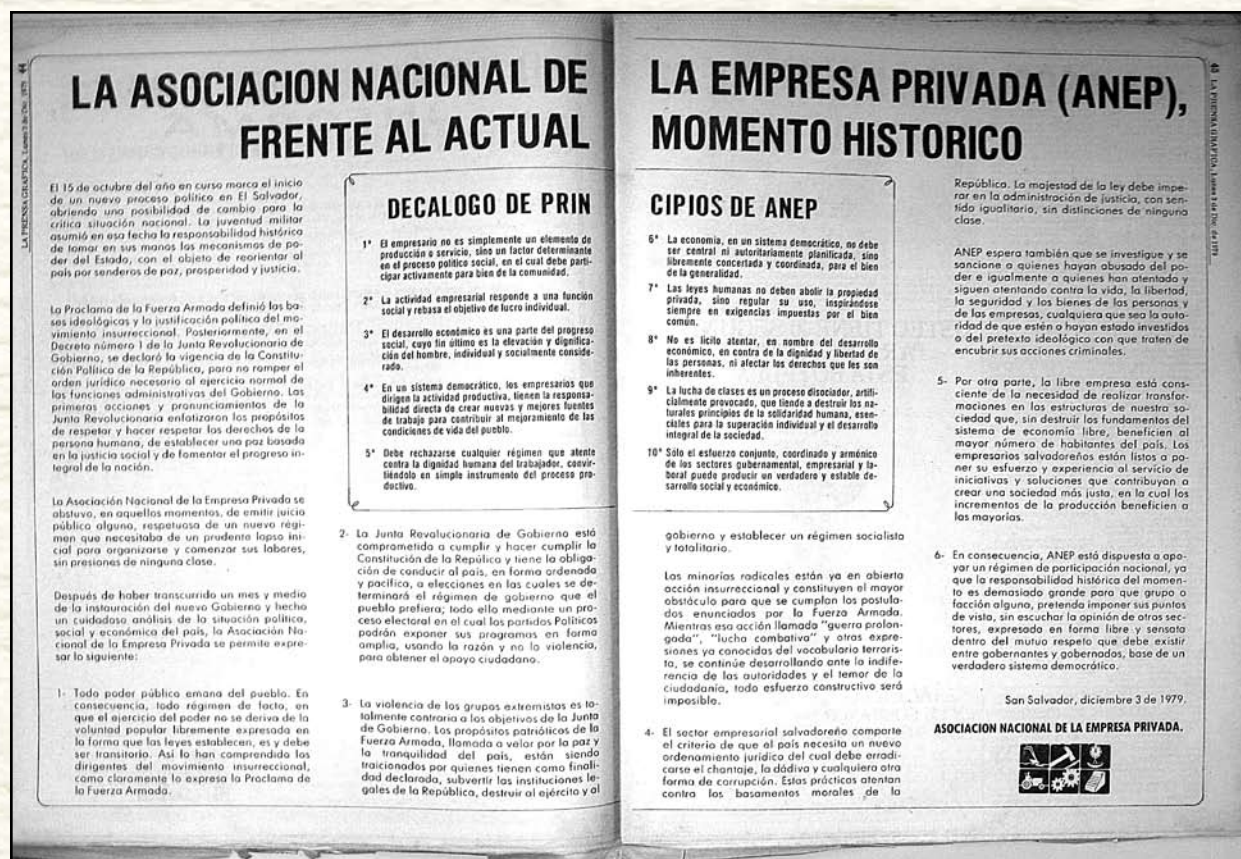 LA PRENSA GRAFICA, Lunes 3 de Dic. 1979 44
LA ASOCIACION NACIONAL DE LA EMPRESA PRIVADA (ANEP),
FRENTE AL ACTUAL MOMENTO HISTORICO
El 15 de octubre del año en curso marca el inicio
de un nuevo proceso político en El Salvador,
abriendo una posibilidad de cambio para la
crítica situación nacional. La juventud militar
asumió en esa fecha la responsabilidad histórica
de tomar en sus manos los mecanismos de po-
der del Estado, con el objeto de reorientar al
país por senderos de paz, prosperidad y justicia.
La Proclama de la Fuerza Armada definió las ba-
ses ideológicas y la justificación política del mo-
vimiento insurreccional. Posteriormente, en el
Decreto número 1 de la Junta Revolucionaria de
Gobierno, se declaró la vigencia de la Constitu-
ción Política de la República, para no romper el
orden jurídico necesario al ejercicio normal de
las funciones administrativas del Gobierno. Las
primeras acciones y pronunciamientos de la
Junta Revolucionaria enfatizaron los propósitos
de respetar y hacer respetar los derechos de la
persona humana, de establecer una paz basada
en la justicia social y de fomentar el progreso in-
tegral de la nación.
La Asociación Nacional de la Empresa Privada se
abstuvo, en aquellos momentos, de emitir juicio
público alguno, respetuosa de un nuevo régi-
men que necesitaba de un prudente lapso ini-
cial para organizarse y comenzar sus labores,
sin presiones de ninguna clase.
Después de haber transcurrido un mes y medio
de la instauración del nuevo Gobierno y hecho
un cuidadoso análisis de la situación política,
social y económica del país, la Asociación Na-
cional de la Empresa Privada se permite expre-
sar lo siguiente:
1- Todo poder público emana del pueblo. En
consecuencia, todo régimen de facto, en
que el ejercicio del poder no se deriva de la
voluntad popular libremente expresada en
la forma que las leyes establecen, es y debe
ser transitorio. Así lo han comprendido los
dirigentes del movimiento insurreccional,
como claramente lo expresa la Proclama de
la Fuerza Armada.
DECALOGO DE PRINCIPIOS DE ANEP
1º El empresario no es simplemente un elemento de
producción o servicio, sino un factor determinante
en el proceso político social, en el cual debe parti-
cipar activamente para bien de la comunidad.
2º La actividad empresarial responde a una función
social y rebasa el objetivo de lucro individual.
3º El desarrollo económico es una parte del progreso
social, cuyo fin último es la elevación y dignifica-
ción del hombre, individual y socialmente conside-
rado.
4º En un sistema democrático, los empresarios que
dirigen la actividad productiva, tienen la responsa-
bilidad directa de crear nuevas y mejores fuentes
de trabajo para contribuir al mejoramiento de las
condiciones de vida del pueblo.
5º Debe rechazarse cualquier régimen que atente
contra la dignidad humana del trabajador, convir-
tiéndolo en simple instrumento del proceso pro-
ductivo.
6º La economía, en un sistema democrático, no debe
ser central ni autoritariamente planificada, sino
libremente concertada y coordinada, para el bien
de la generalidad.
7º Las leyes humanas no deben abolir la propiedad
privada, sino regular su uso, inspirándose
siempre en exigencias impuestas por el bien
común.
8º No es lícito atentar, en nombre del desarrollo
económico, en contra de la dignidad y libertad de
las personas, ni afectar los derechos que les son
inherentes.
9º La lucha de clases es un proceso disociador, artifi-
cialmente provocado, que tiende a destruir los na-
turales principios de la solidaridad humana, esen-
ciales para la superación individual y el desarrollo
integral de la sociedad.
10º Sólo el esfuerzo conjunto, coordinado y armónico
de los sectores gubernamental, empresarial y la-
boral puede producir un verdadero y estable de-
sarrollo social y económico.
2- La Junta Revolucionaria de Gobierno está
comprometida a cumplir y hacer cumplir la
Constitución de la República y tiene la obliga-
ción de conducir al país, en forma ordenada
y pacífica, a elecciones en las cuales se de-
terminará el régimen de gobierno que el
pueblo prefiera; todo ello mediante un pro-
ceso electoral en el cual los partidos Políticos
podrán exponer sus programas en forma
amplia, usando la razón y no la violencia,
para obtener el apoyo ciudadano.
3- La violencia de los grupos extremistas es to-
talmente contraria a los objetivos de la Junta
de Gobierno. Los propósitos patrióticos de la
Fuerza Armada, llamada a velar por la paz y
la tranquilidad del país, están siendo
traicionados por quienes tienen como finali-
dad declarada, subvertir las instituciones le-
gales de la República, destruir al ejército y al
gobierno y establecer un régimen socialista
y totalitario.
Las minorías radicales están ya en abierta
acción insurreccional y constituyen el mayor
obstáculo para que se cumplan los postula-
dos enunciados por la Fuerza Armada.
Mientras esa acción llamada "guerra prolon-
gada", "lucha combativa" y otras expre-
siones ya conocidas del vocabulario terroris-
ta, se continúe desarrollando ante la indife-
rencia de las autoridades y el temor de la
ciudadanía, todo esfuerzo constructivo será
imposible.
4- El sector empresarial salvadoreño comparte
el criterio de que el país necesita un nuevo
ordenamiento jurídico del cual debe erradi-
carse el chantaje, la dádiva y cualquiera otra
forma de corrupción. Estas prácticas atentan
contra los basamentos morales de la
República. La majestad de la ley debe impe-
rar en la administración de justicia, con sen-
tido igualitario, sin distinciones de ninguna
clase.
ANEP espera también que se investigue y se
sancione a quienes hayan abusado del po-
der e igualmente a quienes han atentado y
siguen atentando contra la vida, la libertad,
la seguridad y los bienes de las personas y
de las empresas, cualquiera que sea la auto-
ridad de que estén o hayan estado investidos
o del pretexto ideológico con que traten de
encubrir sus acciones criminales.
5- Por otra parte, la libre empresa está cons-
ciente de la necesidad de realizar transfor-
maciones en las estructuras de nuestra so-
ciedad que, sin destruir los fundamentos del
sistema de economía libre, beneficien al
mayor número de habitantes del país. Los
empresarios salvadoreños están listos a po-
ner su esfuerzo y experiencia al servicio de
iniciativas y soluciones que contribuyan a
crear una sociedad más justa, en la cual los
incrementos de la producción beneficien a
las mayorías.
6- En consecuencia, ANEP está dispuesta a apo-
yar un régimen de participación nacional, ya
que la responsabilidad histórica del momen-
to es demasiado grande para que grupo o
facción alguna, pretenda imponer sus puntos
de vista, sin escuchar la opinión de otros sec-
tores, expresada en forma libre y sensata
dentro del mutuo respeto que debe existir
entre gobernantes y gobernados, base de un
verdadero sistema democrático.
San Salvador, diciembre 3 de 1979.
ASOCIACION NACIONAL DE LA EMPRESA PRIVADA.
LA PRENSA GRAFICA, Lunes 3 de Dic. de 1979